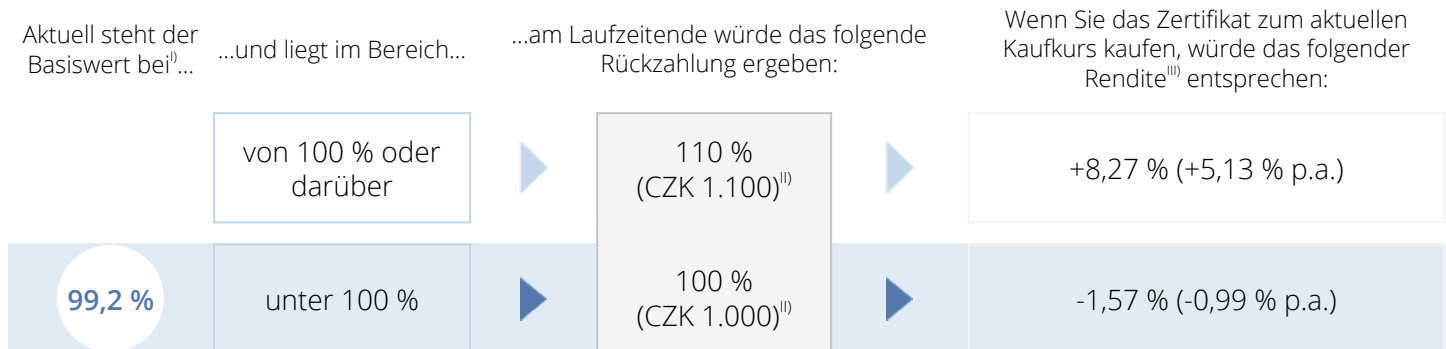 Aktuell steht der
Basiswert bei^I)...
...und liegt im Bereich...
...am Laufzeitende würde das folgende
Rückzahlung ergeben:
Wenn Sie das Zertifikat zum aktuellen
Kaufkurs kaufen, würde das folgender
Rendite^III) entsprechen:
von 100 % oder
darüber
110 %
(CZK 1.100)^II)
+8,27 % (+5,13 % p.a.)
99,2 %
unter 100 %
100 %
(CZK 1.000)^II)
-1,57 % (-0,99 % p.a.)